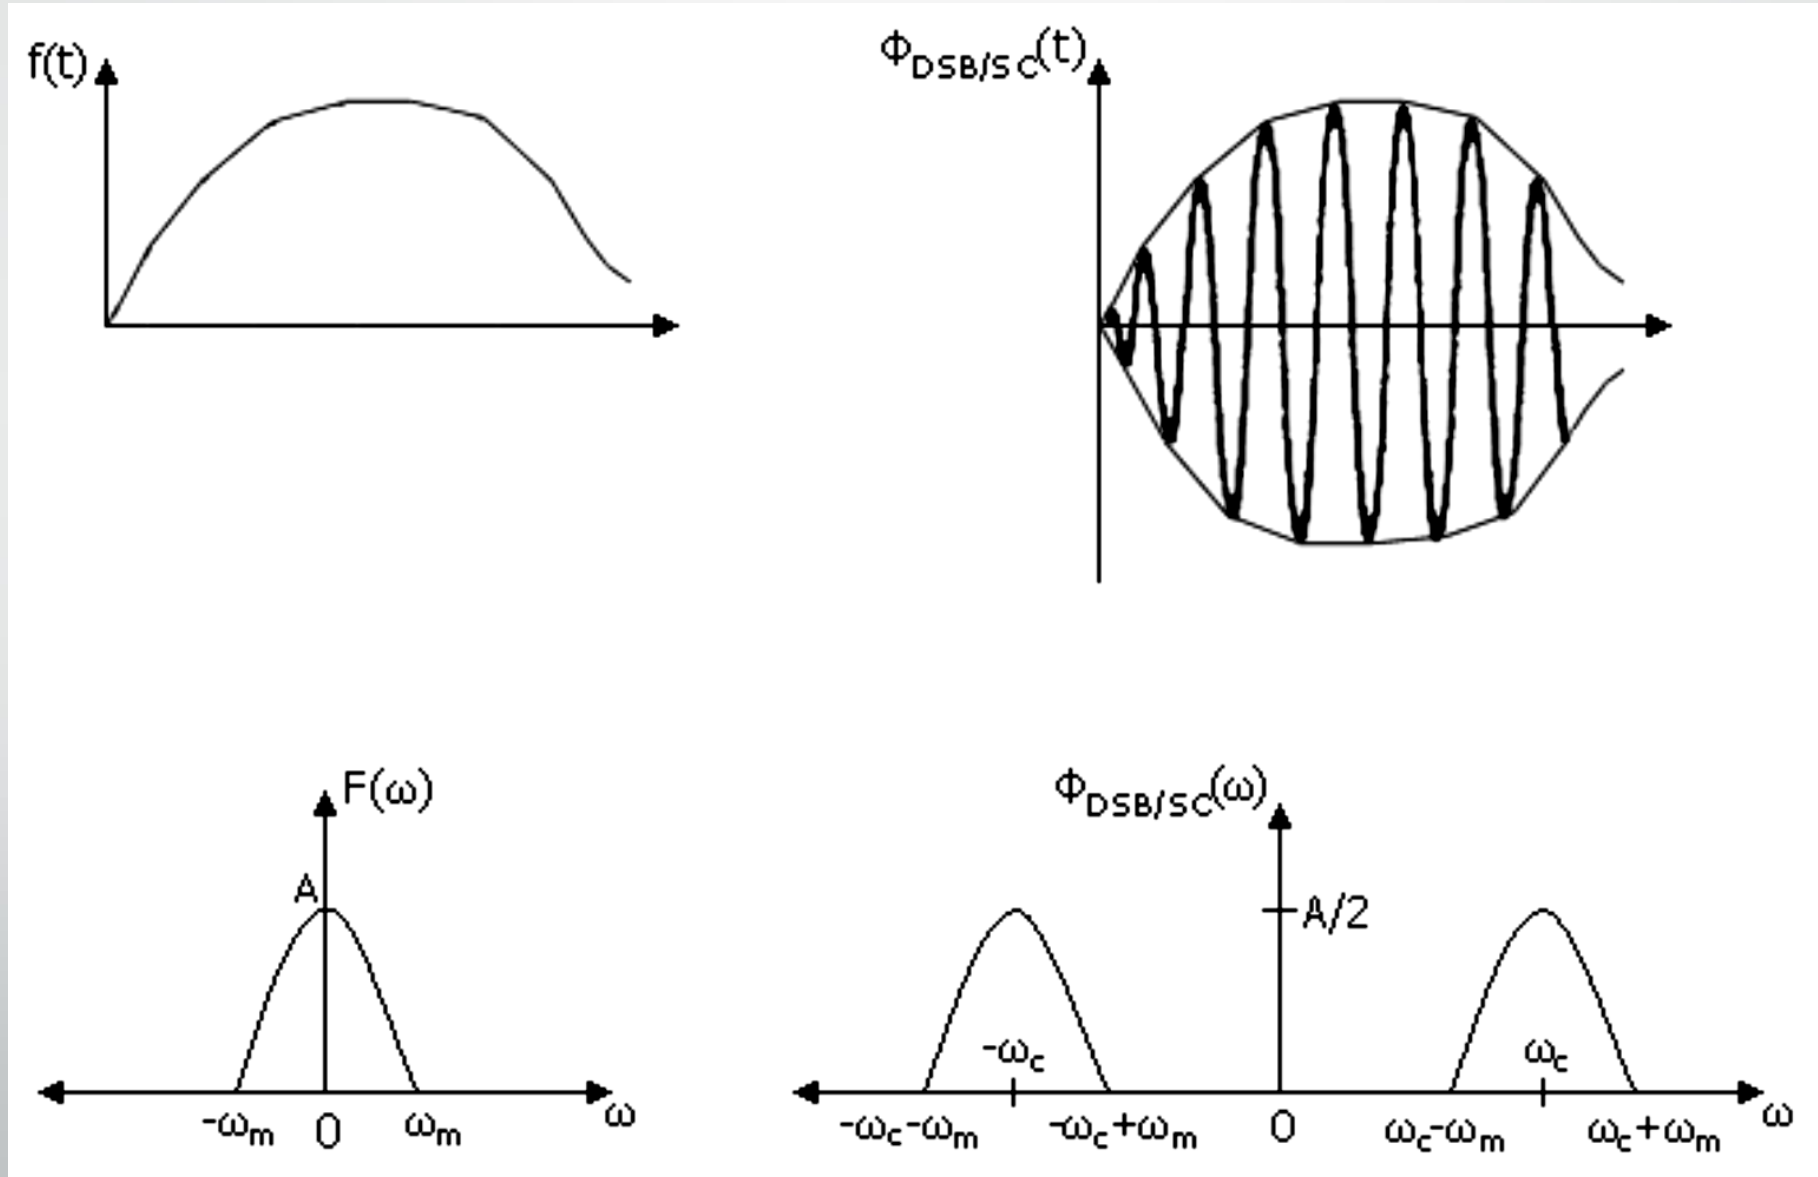 f(t)
Φ_DSB/SC(t)
F(ω)
A
-ω_m 0 ω_m ω
Φ_DSB/SC(ω)
A/2
-ω_c ω_c
-ω_c-ω_m -ω_c+ω_m 0 ω_c-ω_m ω_c+ω_m ω